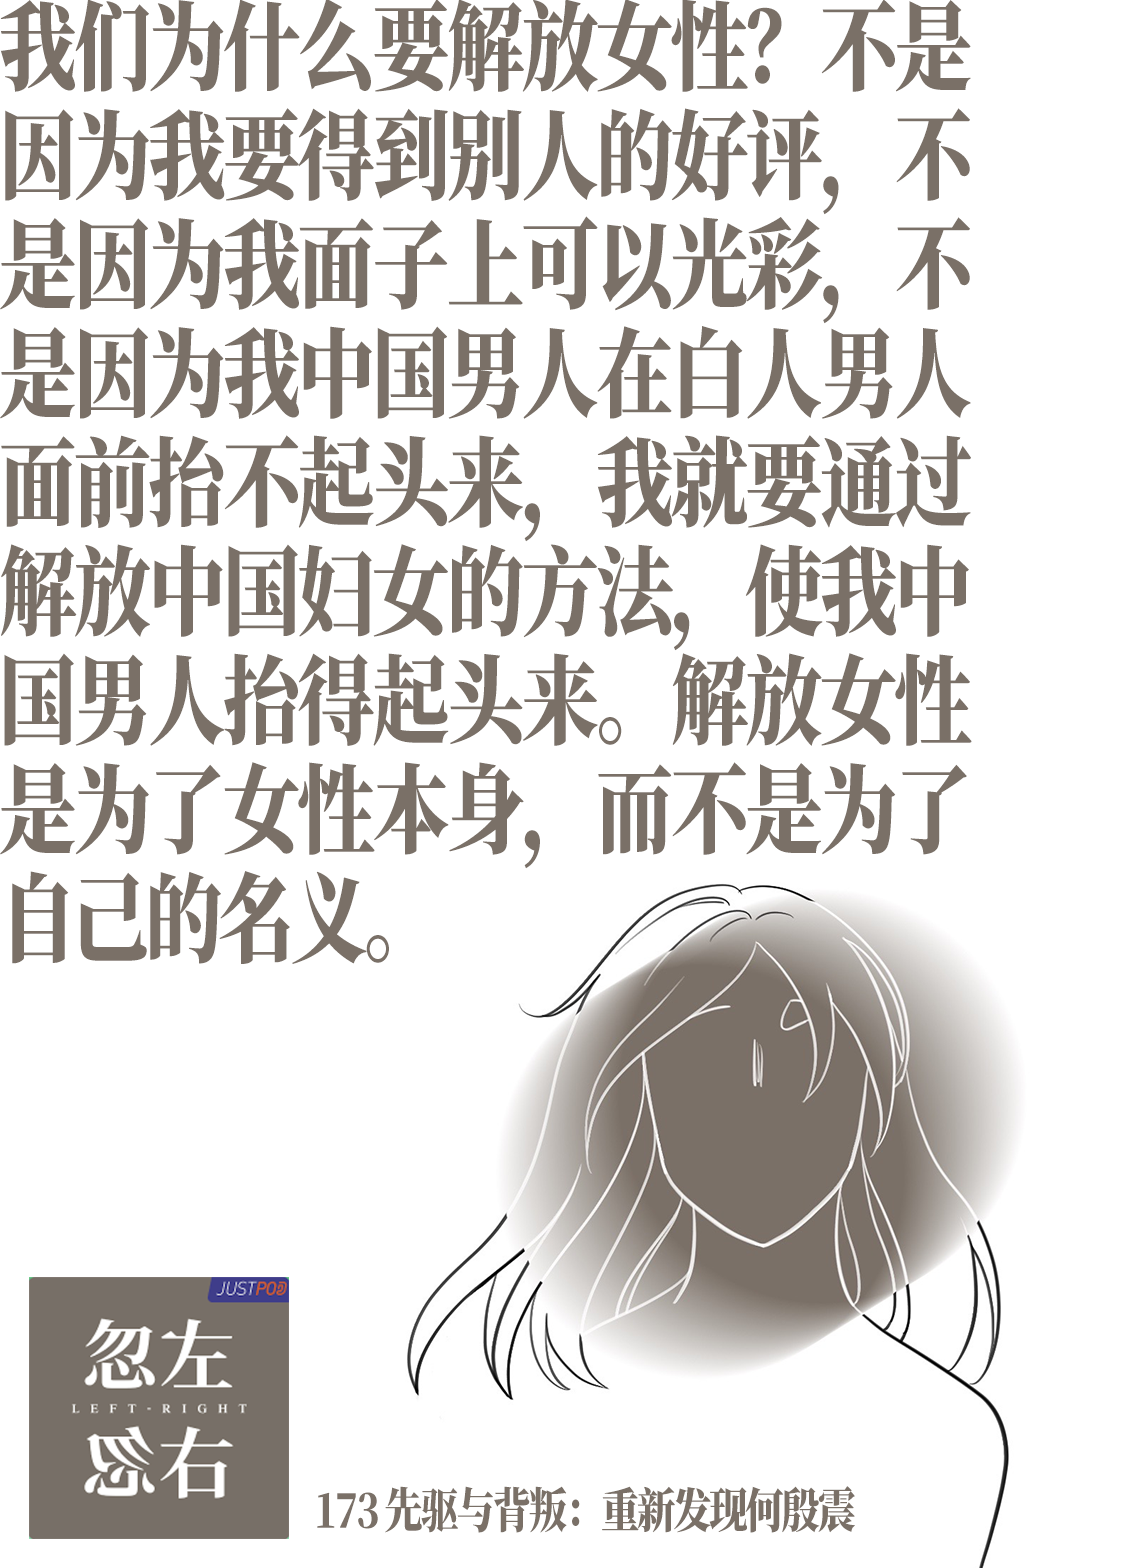 我们为什么要解放女性？不是
因为我要得到别人的好评，不
是因为我面子上可以光彩，不
是因为我中国男人在白人男人
面前抬不起头来，我就要通过
解放中国妇女的方法，使我中
国男人抬得起头来。解放女性
是为了女性本身，而不是为了
自己的名义。
JUSTPOD
忽左
LEFT-RIGHT
忽右
173 先驱与背叛：重新发现何殷震